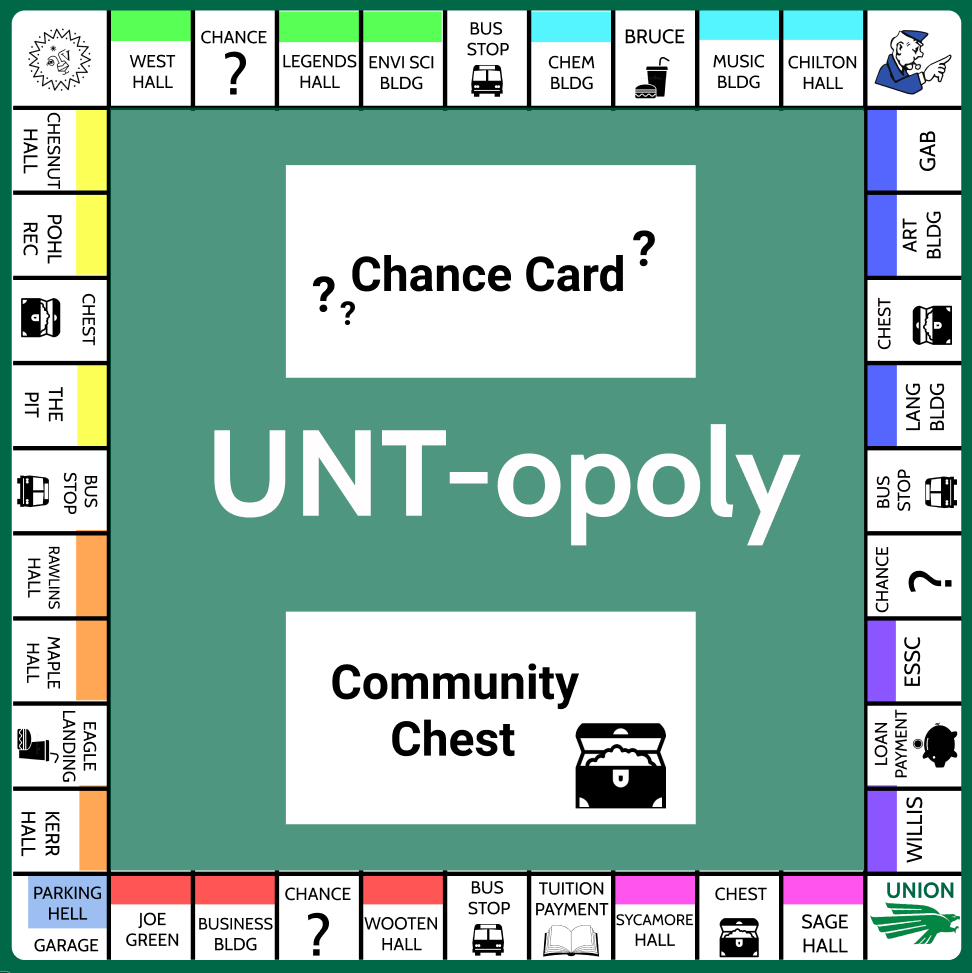 WEST
HALL
CHANCE
?
LEGENDS
HALL
ENVI SCI
BLDG
BUS
STOP
CHEM
BLDG
BRUCE
MUSIC
BLDG
CHILTON
HALL
CHESNUT
HALL
POHL
REC
CHEST
THE
PIT
BUS
STOP
RAWLINS
HALL
MAPLE
HALL
EAGLE
LANDING
KERR
HALL
? ? Chance Card ?
UNT-opoly
Community
Chest
GAB
ART
BLDG
CHEST
LANG
BLDG
BUS
STOP
CHANCE
?
ESSC
LOAN
PAYMENT
WILLIS
PARKING
HELL
GARAGE
JOE
GREEN
BUSINESS
BLDG
CHANCE
?
WOOTEN
HALL
BUS
STOP
TUITION
PAYMENT
SYCAMORE
HALL
CHEST
SAGE
HALL
UNION